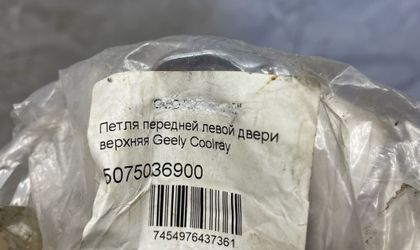 Петля передней левой двери
верхняя Geely Coolray
5075036900
7454976437361